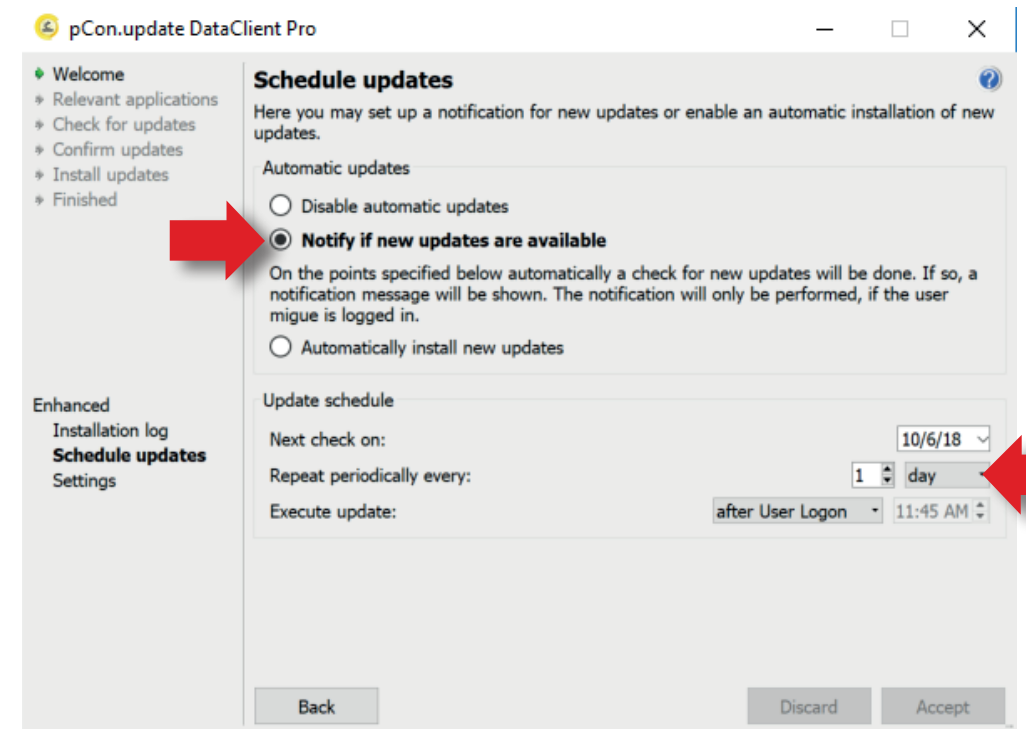 pCon.update DataClient Pro
Welcome
Relevant applications
Check for updates
Confirm updates
Install updates
Finished
Enhanced
Installation log
Schedule updates
Settings
Schedule updates
Here you may set up a notification for new updates or enable an automatic installation of new
updates.
Automatic updates
Disable automatic updates
Notify if new updates are available
On the points specified below automatically a check for new updates will be done. If so, a
notification message will be shown. The notification will only be performed, if the user
migue is logged in.
Automatically install new updates
Update schedule
Next check on: 10/6/18
Repeat periodically every: 1 day
Execute update: after User Logon 11:45 AM
Back Discard Accept